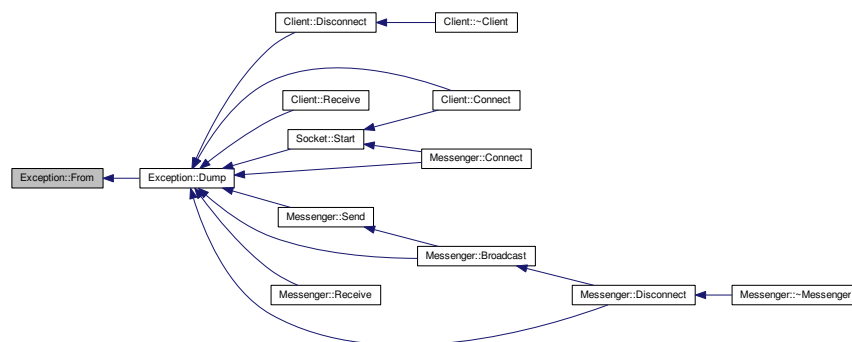 Client::Disconnect
Client::~Client
Client::Receive
Client::Connect
Socket::Start
Messenger::Connect
Exception::From
Exception::Dump
Messenger::Send
Messenger::Broadcast
Messenger::Receive
Messenger::Disconnect
Messenger::~Messenger